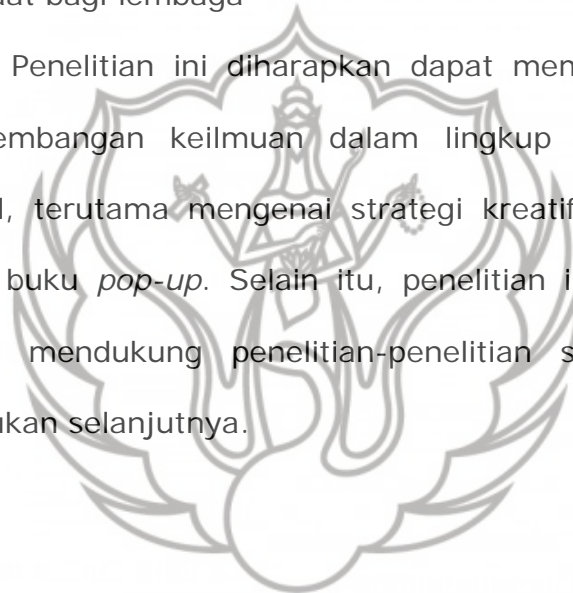 bagi lembaga
Penelitian ini diharapkan dapat men
embangan keilmuan dalam lingkup
l, terutama mengenai strategi kreatif
buku pop-up. Selain itu, penelitian i
mendukung penelitian-penelitian s
ukan selanjutnya.